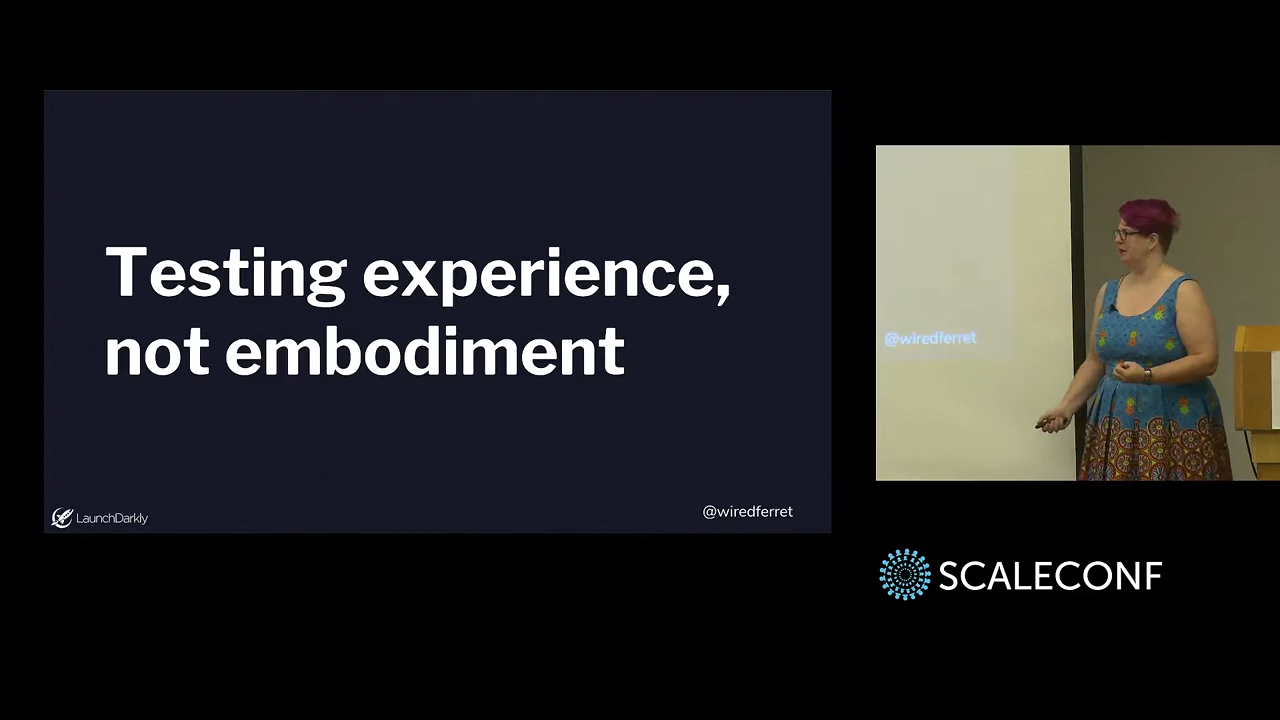 Testing experience,
not embodiment
LaunchDarkly
@wiredferret
@wiredferret
SCALECONF